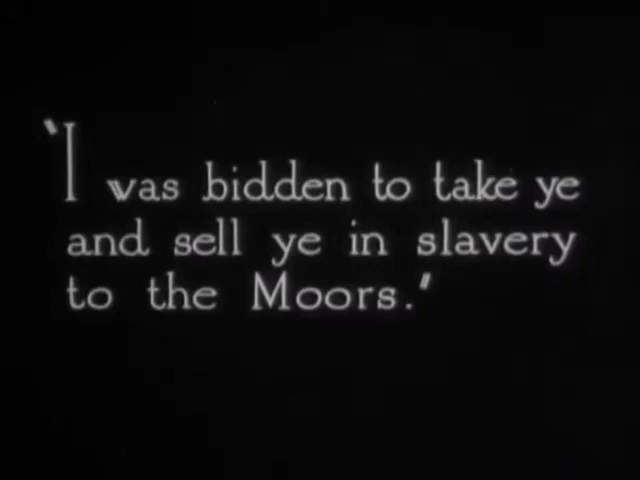 "I was bidden to take ye
and sell ye in slavery
to the Moors."